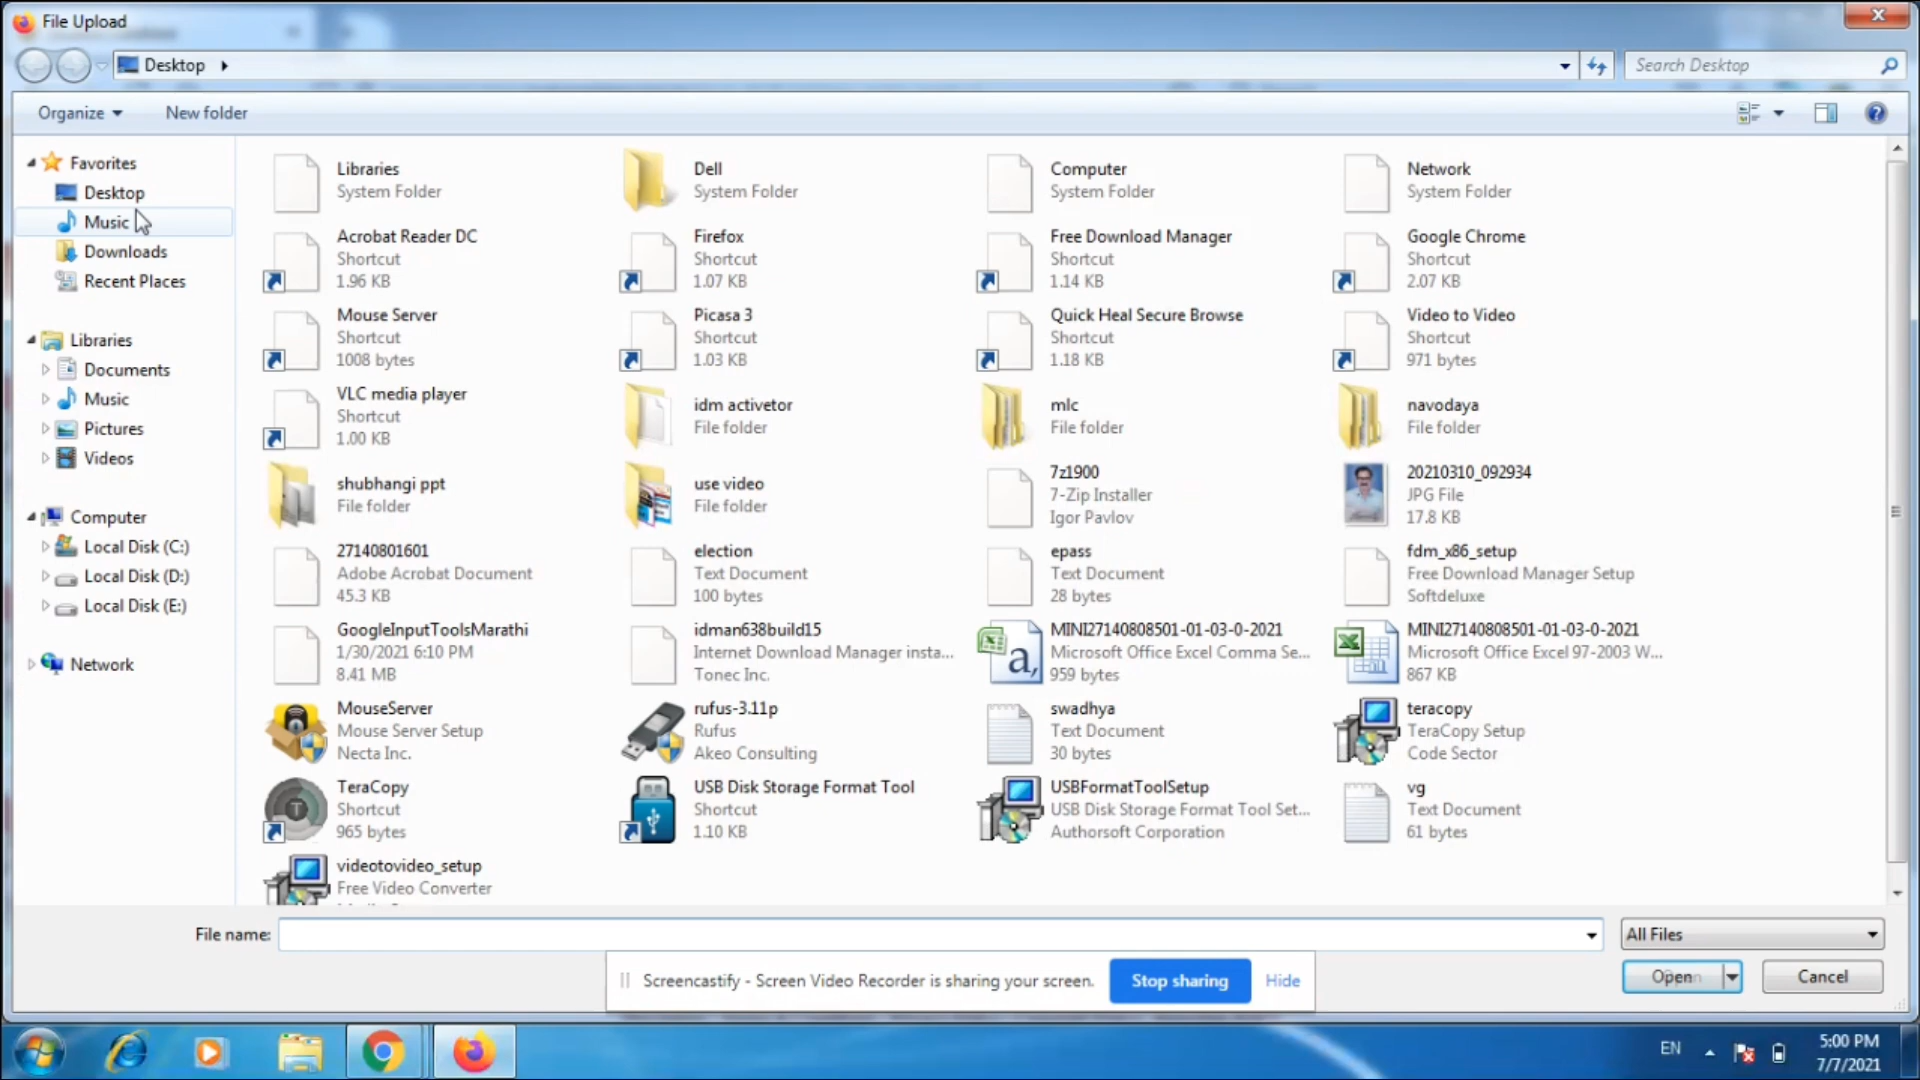 File Upload
Desktop
Search Desktop
Organize
New folder
Favorites
Desktop
Music
Downloads
Recent Places
Libraries
Documents
Music
Pictures
Videos
Computer
Local Disk (C:)
Local Disk (D:)
Local Disk (E:)
Network
Libraries
System Folder
Dell
System Folder
Computer
System Folder
Network
System Folder
Acrobat Reader DC
Shortcut
1.96 KB
Firefox
Shortcut
1.07 KB
Free Download Manager
Shortcut
1.14 KB
Google Chrome
Shortcut
2.07 KB
Mouse Server
Shortcut
1008 bytes
Picasa 3
Shortcut
1.03 KB
Quick Heal Secure Browse
Shortcut
1.18 KB
Video to Video
Shortcut
971 bytes
VLC media player
Shortcut
1.00 KB
idm activetor
File folder
mlc
File folder
navodaya
File folder
shubhangi ppt
File folder
use video
File folder
7z1900
7-Zip Installer
Igor Pavlov
20210310_092934
JPG File
17.8 KB
27140801601
Adobe Acrobat Document
45.3 KB
election
Text Document
100 bytes
epass
Text Document
28 bytes
fdm_x86_setup
Free Download Manager Setup
Softdeluxe
GoogleInputToolsMarathi
1/30/2021 6:10 PM
8.41 MB
idman638build15
Internet Download Manager insta...
Tonec Inc.
MINI27140808501-01-03-0-2021
Microsoft Office Excel Comma Se...
959 bytes
MINI27140808501-01-03-0-2021
Microsoft Office Excel 97-2003 W...
867 KB
MouseServer
Mouse Server Setup
Necta Inc.
rufus-3.11p
Rufus
Akeo Consulting
swadhya
Text Document
30 bytes
teracopy
TeraCopy Setup
Code Sector
TeraCopy
Shortcut
965 bytes
USB Disk Storage Format Tool
Shortcut
1.10 KB
USBFormatToolSetup
USB Disk Storage Format Tool Set...
Authorsoft Corporation
vg
Text Document
61 bytes
videotovideo_setup
Free Video Converter
File name:
All Files
Screencastify - Screen Video Recorder is sharing your screen.
Stop sharing
Hide
Open
Cancel
EN
5:00 PM
7/7/2021